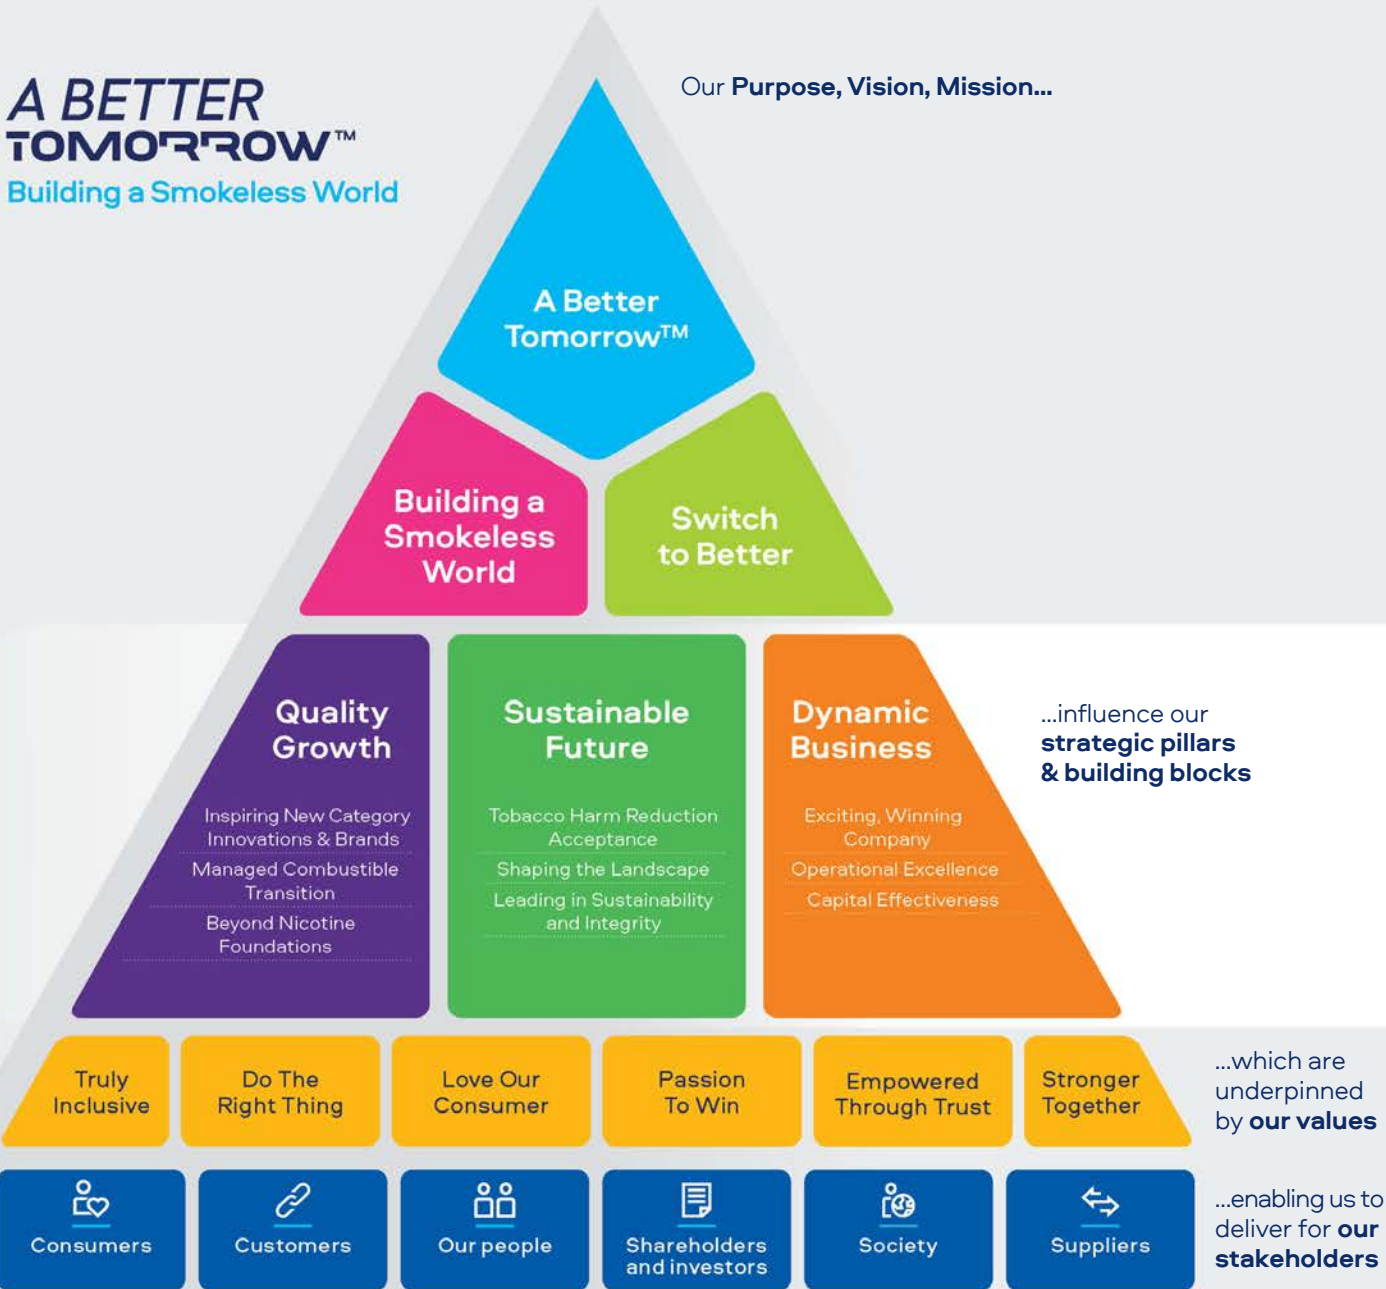 A BETTER
TOMORROW™
Building a Smokeless World
Our Purpose, Vision, Mission...
A Better
Tomorrow™
Building a
Smokeless
World
Switch
to Better
Quality
Growth
Inspiring New Category
Innovations & Brands
Managed Combustible
Transition
Beyond Nicotine
Foundations
Sustainable
Future
Tobacco Harm Reduction
Acceptance
Shaping the Landscape
Leading in Sustainability
and Integrity
Dynamic
Business
Exciting, Winning
Company
Operational Excellence
Capital Effectiveness
...influence our
strategic pillars
& building blocks
Truly
Inclusive
Do The
Right Thing
Love Our
Consumer
Passion
To Win
Empowered
Through Trust
Stronger
Together
...which are
underpinned
by our values
Consumers
Customers
Our people
Shareholders
and investors
Society
Suppliers
...enabling us to
deliver for our
stakeholders